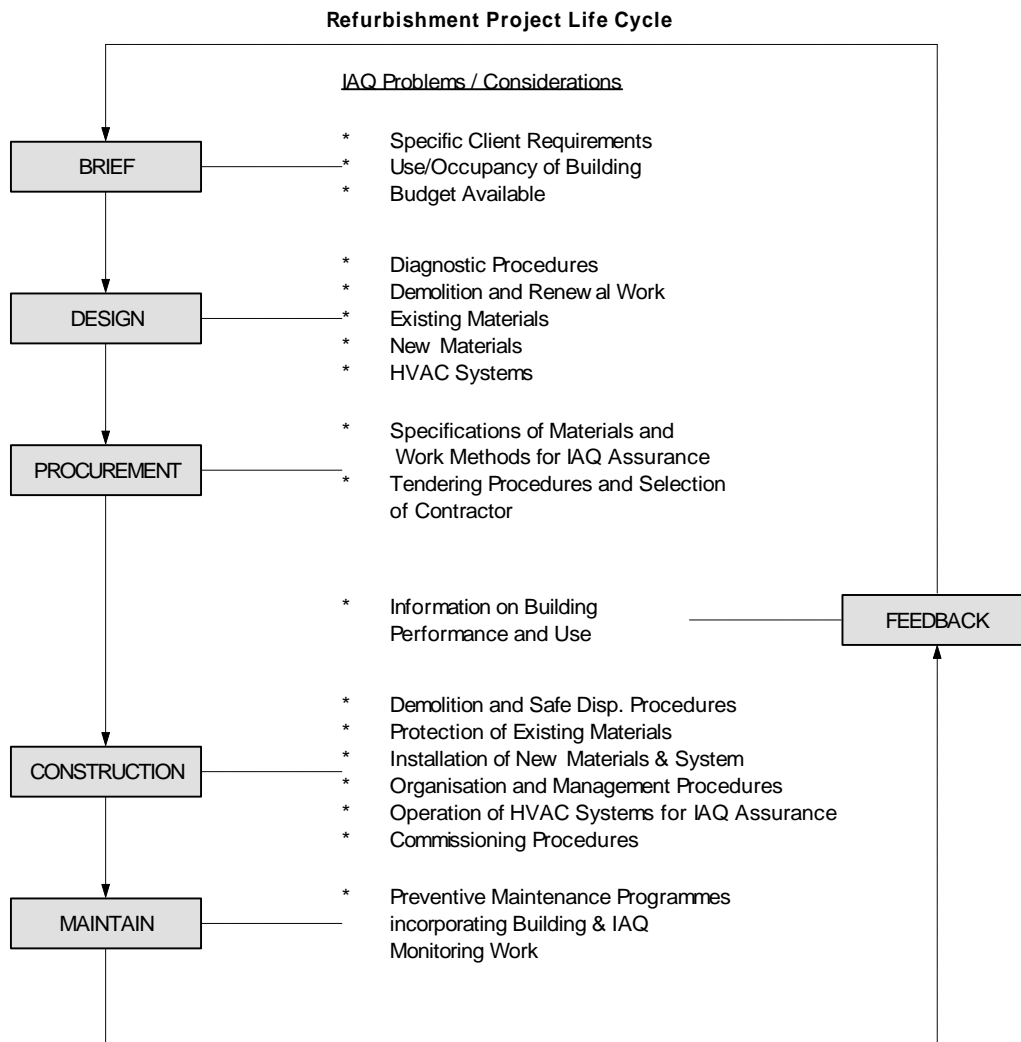 Refurbishment Project Life Cycle
IAQ Problems / Considerations
BRIEF
* Specific Client Requirements
* Use/Occupancy of Building
* Budget Available
DESIGN
* Diagnostic Procedures
* Demolition and Renewal Work
* Existing Materials
* New Materials
* HVAC Systems
PROCUREMENT
* Specifications of Materials and
Work Methods for IAQ Assurance
* Tendering Procedures and Selection
of Contractor
* Information on Building
Performance and Use
FEEDBACK
CONSTRUCTION
* Demolition and Safe Disp. Procedures
* Protection of Existing Materials
* Installation of New Materials & System
* Organisation and Management Procedures
* Operation of HVAC Systems for IAQ Assurance
* Commissioning Procedures
MAINTAIN
* Preventive Maintenance Programmes
incorporating Building & IAQ
Monitoring Work